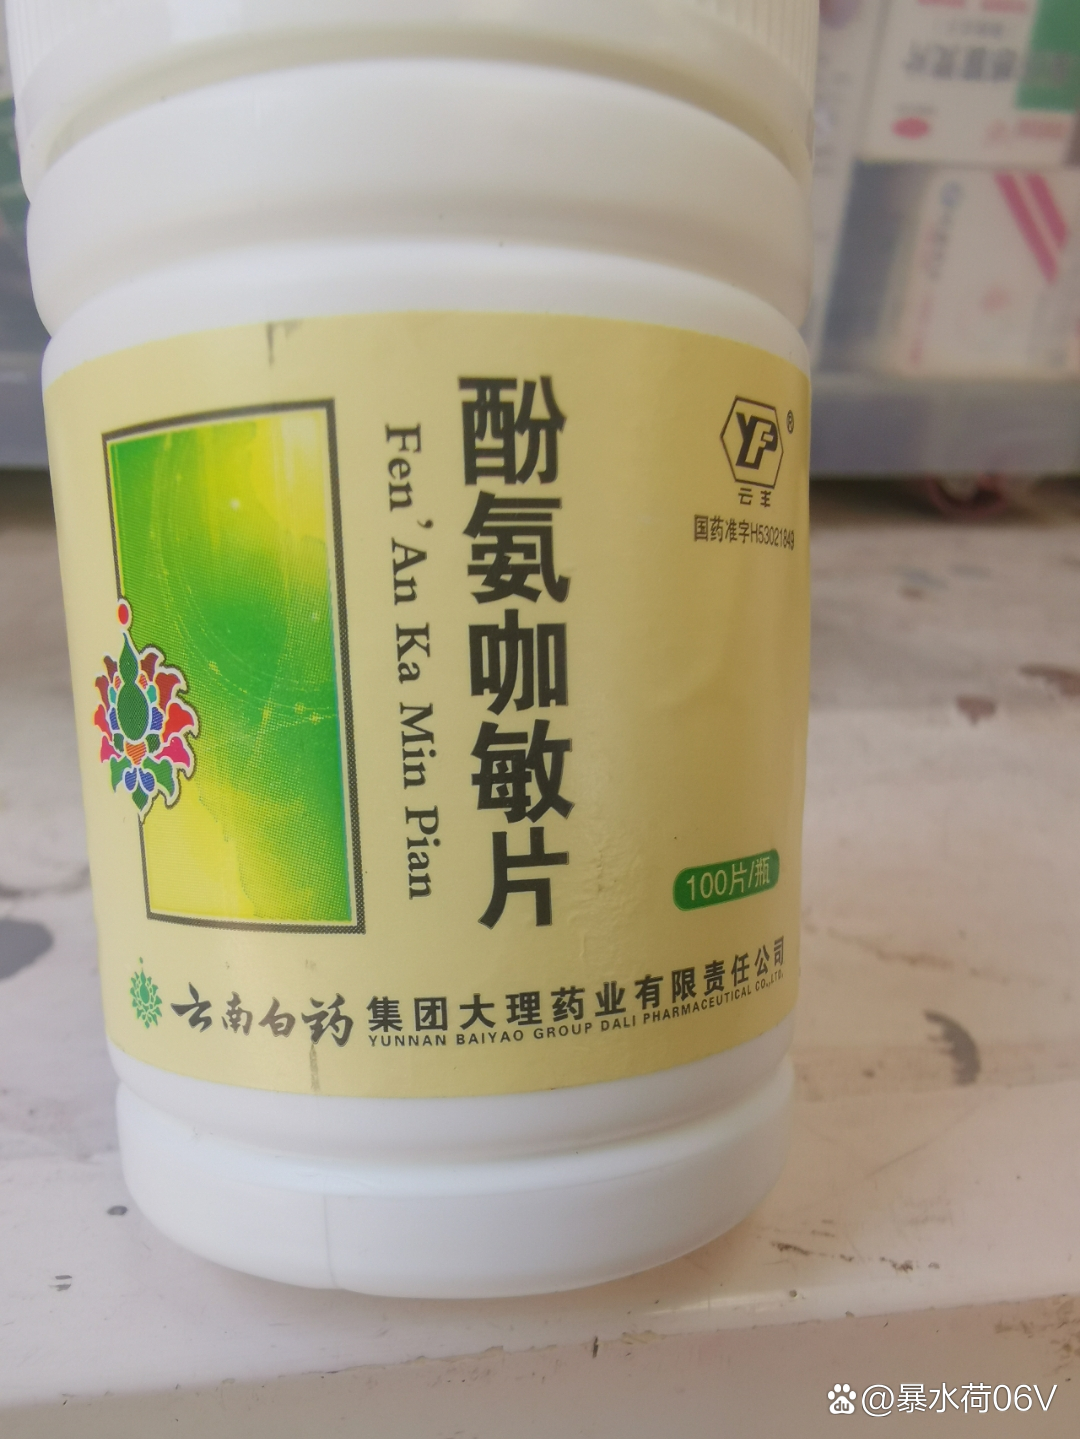 酚氨咖敏片
Fen'An Ka Min Pian
YF
®
云丰
国药准字H53021849
100片/瓶
云南白药集团大理药业有限责任公司
YUNNAN BAIYAO GROUP DALI PHARMACEUTICAL CO.,LTD.
du @暴水荷06V